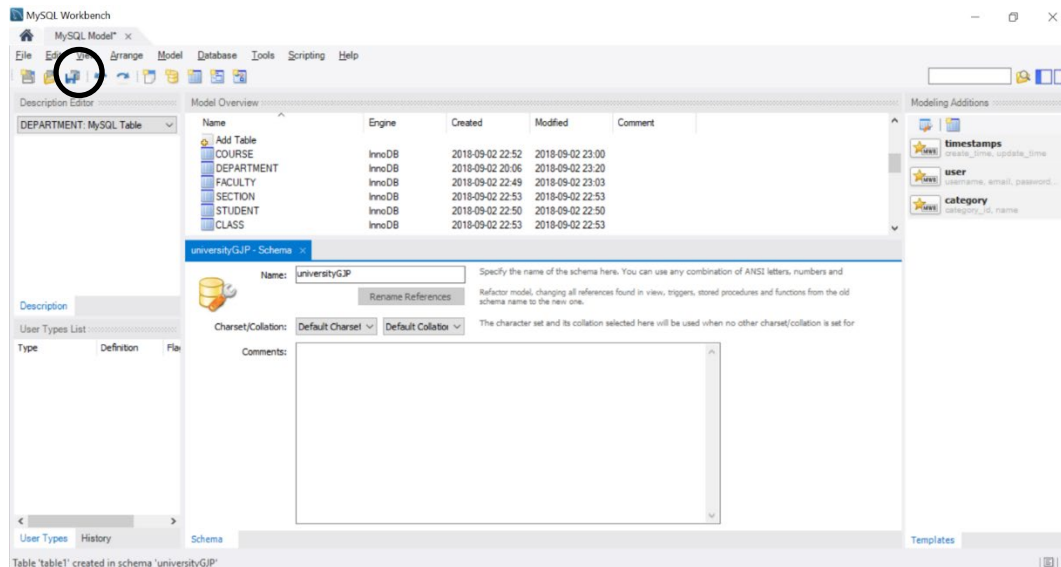 MySQL Workbench
MySQL Model* ×
File Edit View Arrange Model Database Tools Scripting Help
Description Editor
DEPARTMENT: MySQL Table
Description
User Types List
Type Definition Flag
User Types History
Model Overview
Name Engine Created Modified Comment
Add Table
COURSE InnoDB 2018-09-02 22:52 2018-09-02 23:00
DEPARTMENT InnoDB 2018-09-02 20:06 2018-09-02 23:20
FACULTY InnoDB 2018-09-02 22:49 2018-09-02 23:03
SECTION InnoDB 2018-09-02 22:53 2018-09-02 22:53
STUDENT InnoDB 2018-09-02 22:50 2018-09-02 22:50
CLASS InnoDB 2018-09-02 22:53 2018-09-02 22:53
universityGJP - Schema ×
Name: universityGJP Specify the name of the schema here. You can use any combination of ANSI letters, numbers and
Rename References Refactor model, changing all references found in view, triggers, stored procedures and functions from the old
schema name to the new one.
Charset/Collation: Default Charset Default Collation The character set and its collation selected here will be used when no other charset/collation is set for
Comments:
Schema
Modeling Additions
timestamps
create_time, update_time
user
username, email, password...
category
category_id, name
Templates
Table 'table1' created in schema 'universityGJP'